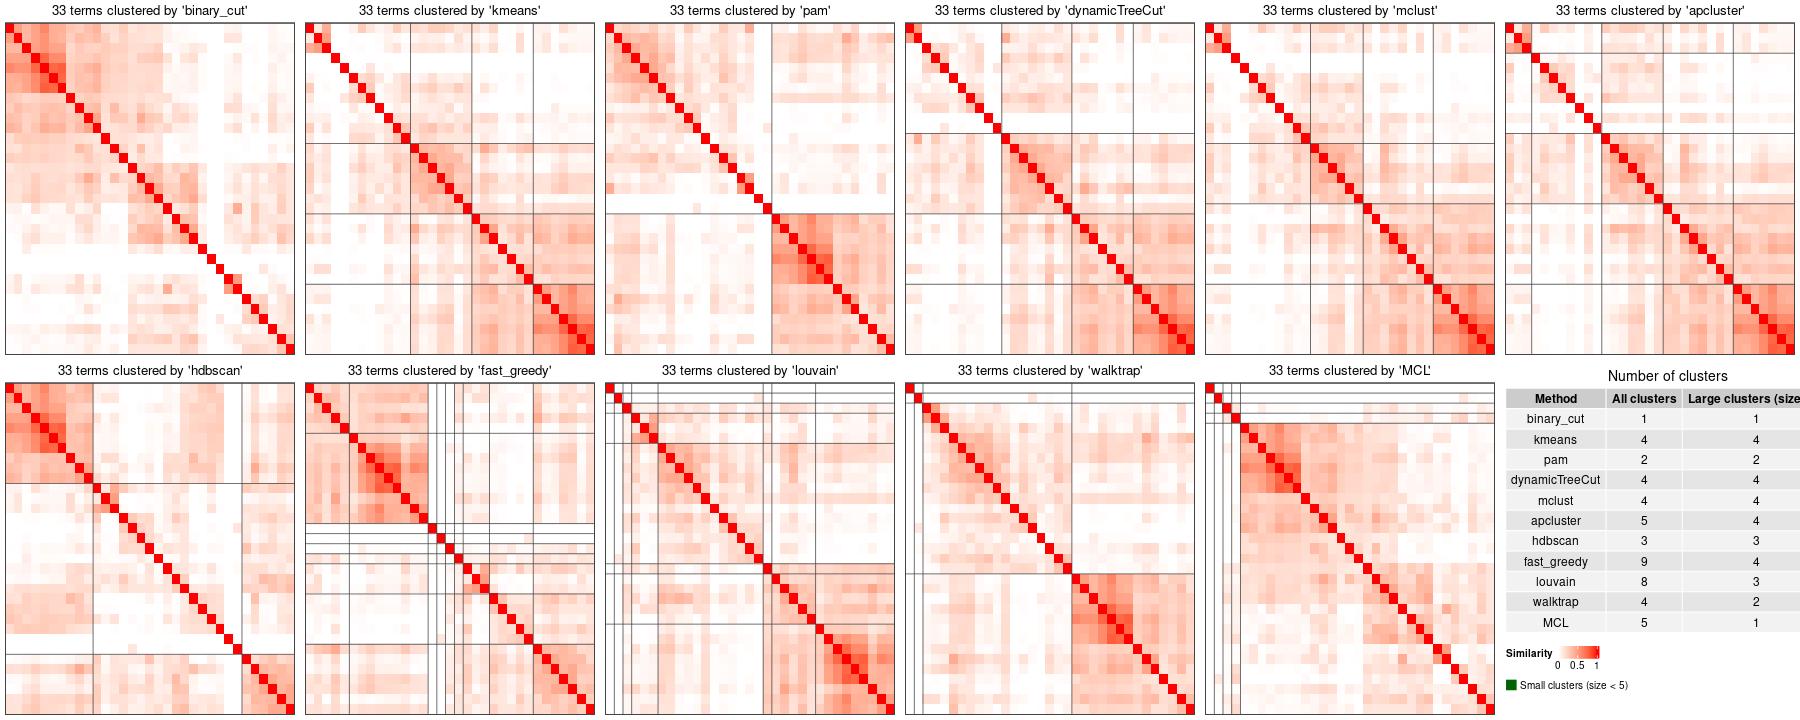 33 terms clustered by 'binary_cut'
33 terms clustered by 'kmeans'
33 terms clustered by 'pam'
33 terms clustered by 'dynamicTreeCut'
33 terms clustered by 'mclust'
33 terms clustered by 'apcluster'
33 terms clustered by 'hdbscan'
33 terms clustered by 'fast_greedy'
33 terms clustered by 'louvain'
33 terms clustered by 'walktrap'
33 terms clustered by 'MCL'
Number of clusters
Method All clusters Large clusters (size
binary_cut 1 1
kmeans 4 4
pam 2 2
dynamicTreeCut 4 4
mclust 4 4
apcluster 5 4
hdbscan 3 3
fast_greedy 9 4
louvain 8 3
walktrap 4 2
MCL 5 1
Similarity
0 0.5 1
Small clusters (size < 5)